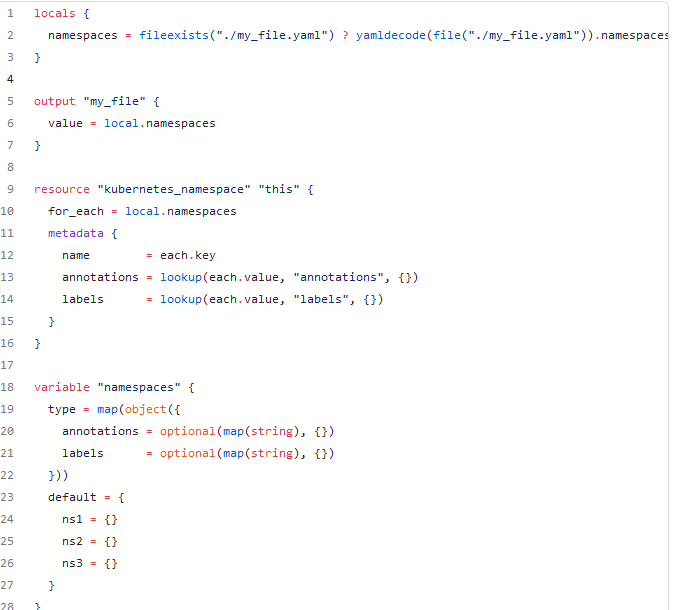 1 locals {
2   namespaces = fileexists("./my_file.yaml") ? yamldecode(file("./my_file.yaml")).namespaces
3 }
4
5 output "my_file" {
6   value = local.namespaces
7 }
8
9 resource "kubernetes_namespace" "this" {
10   for_each = local.namespaces
11   metadata {
12     name        = each.key
13     annotations = lookup(each.value, "annotations", {})
14     labels      = lookup(each.value, "labels", {})
15   }
16 }
17
18 variable "namespaces" {
19   type = map(object({
20     annotations = optional(map(string), {})
21     labels      = optional(map(string), {})
22   }))
23   default = {
24     ns1 = {}
25     ns2 = {}
26     ns3 = {}
27   }
28 }